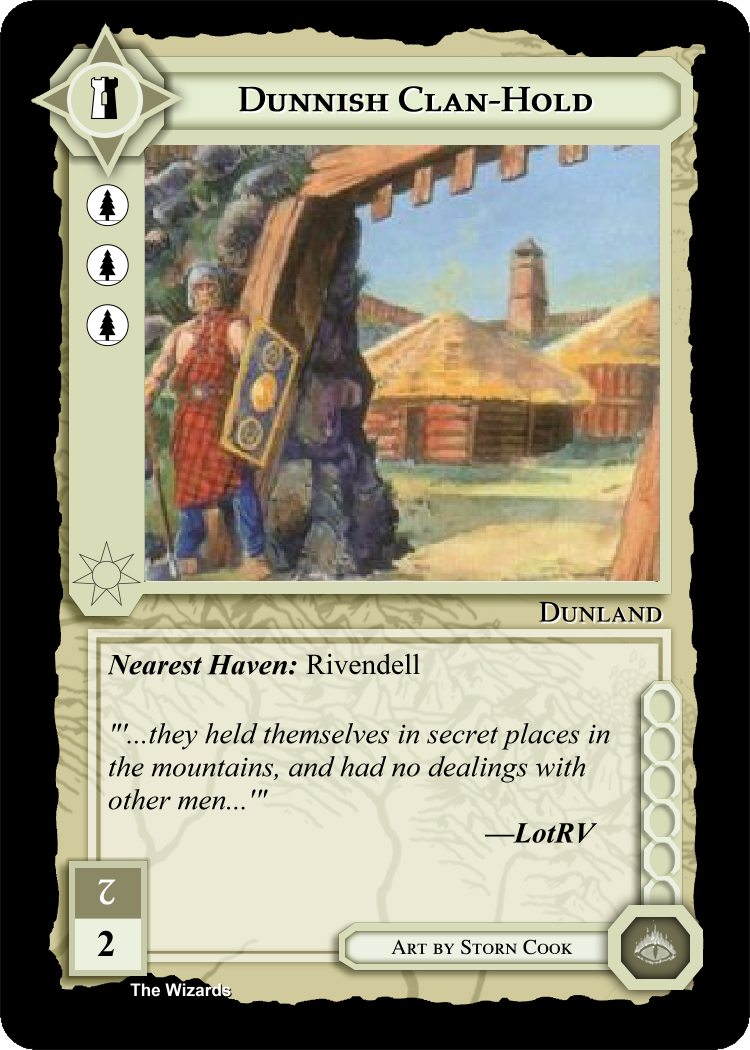 Dunnish Clan-Hold
Dunland
Nearest Haven: Rivendell
"'...they held themselves in secret places in
the mountains, and had no dealings with
other men...'"
—LotRV
2
2
Art by Storn Cook
The Wizards